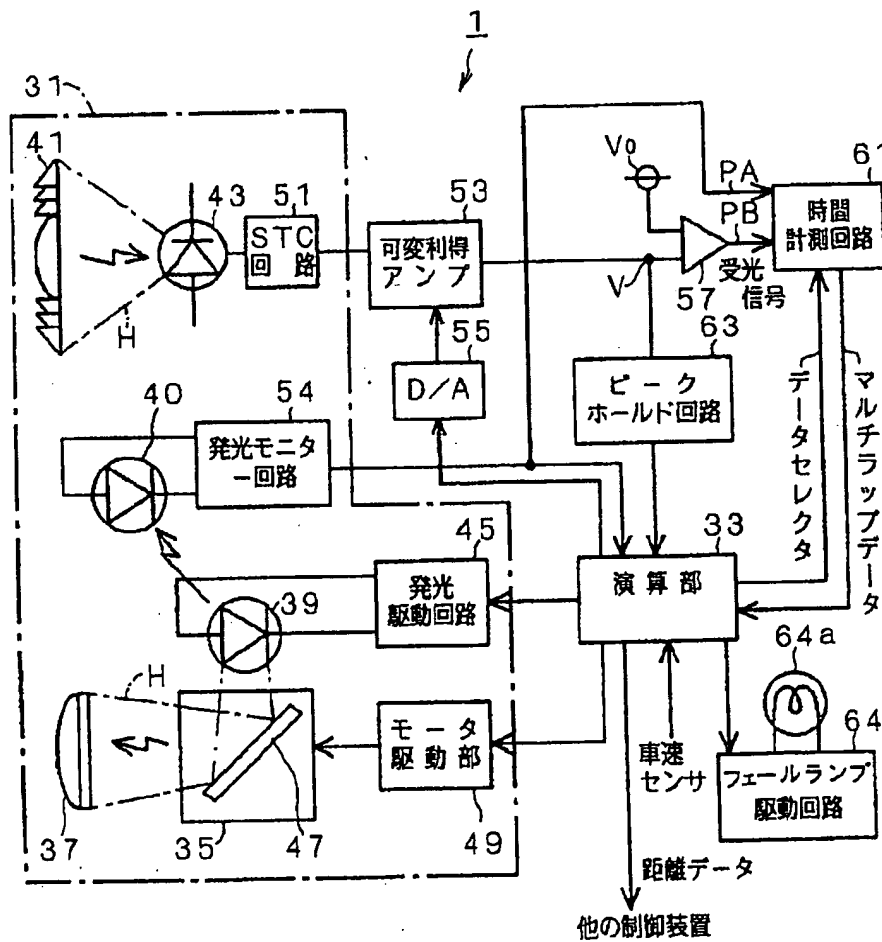 1
31
41
43
51
STC
回路
53
可変利得
アンプ
V0
PA
PB
61
時間
計測回路
57
受光
信号
V
H
55
D/A
63
ピーク
ホールド回路
データセレクタ
マルチラップデータ
40
54
発光モニタ
ー回路
33
演算部
45
発光
駆動回路
39
64a
H
モータ
駆動部
車速
センサ
64
フェールランプ
駆動回路
37
35
47
49
距離データ
他の制御装置